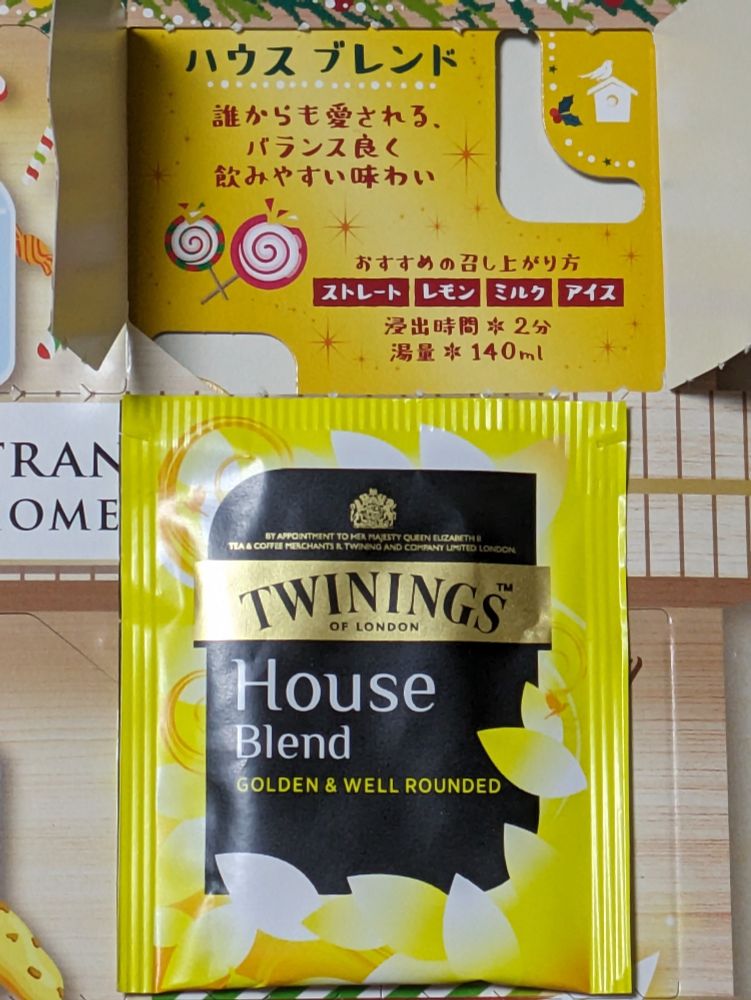 ハウス ブレンド
誰からも愛される、
バランス良く
飲みやすい味わい
おすすめの召し上がり方
ストレート レモン ミルク アイス
浸出時間＊2分
湯量＊140ml
TRAN
OME
BY APPOINTMENT TO HER MAJESTY QUEEN ELIZABETH II
TEA & COFFEE MERCHANTS R. TWINING AND COMPANY LIMITED LONDON.
TWININGS™
OF LONDON
House
Blend
GOLDEN & WELL ROUNDED